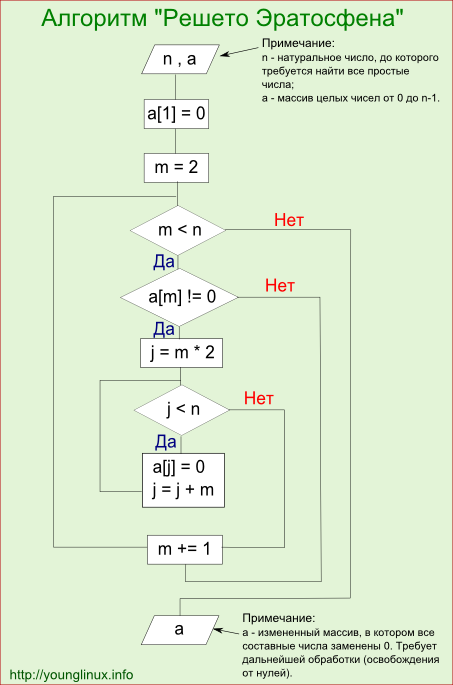 Алгоритм "Решето Эратосфена"
Примечание:
n - натуральное число, до которого
требуется найти все простые
числа;
a - массив целых чисел от 0 до n-1.
n , a
a[1] = 0
m = 2
m < n
Нет
Да
a[m] != 0
Нет
Да
j = m * 2
j < n
Нет
Да
a[j] = 0
j = j + m
m += 1
a
Примечание:
a - измененный массив, в котором все
составные числа заменены 0. Требует
дальнейшей обработки (освобождения
от нулей).
http://younglinux.info